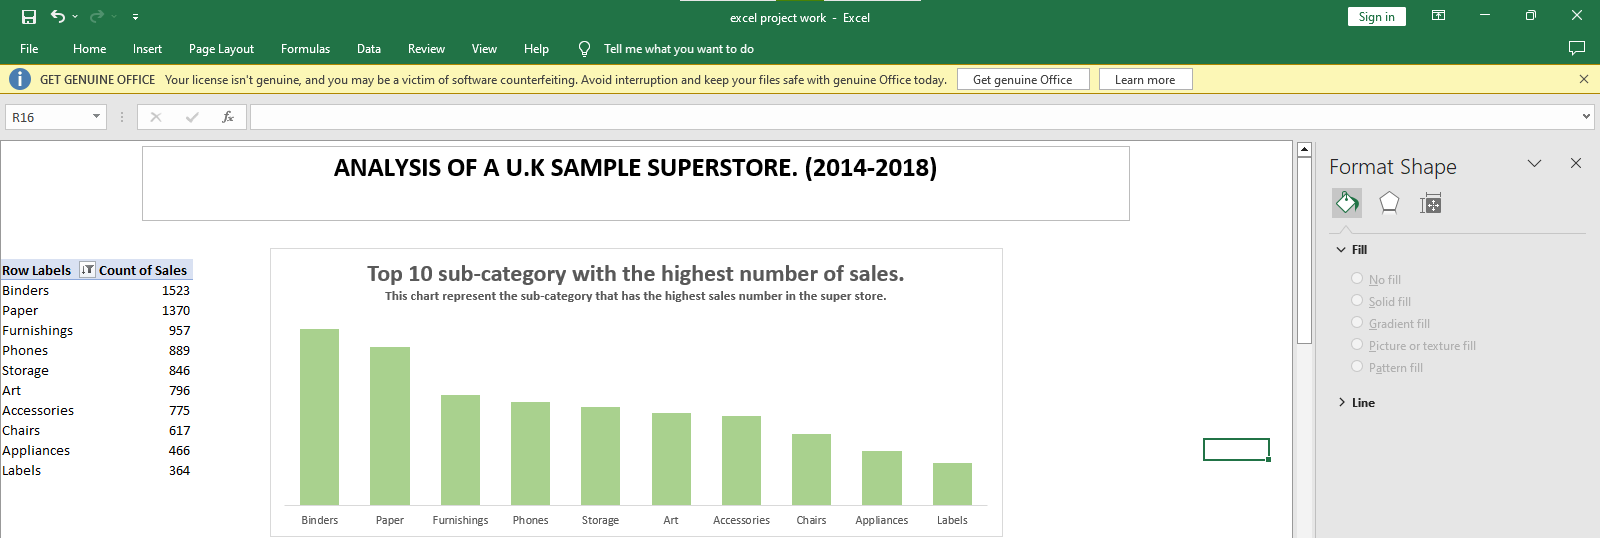 excel project work - Excel
Sign in
File Home Insert Page Layout Formulas Data Review View Help Tell me what you want to do
GET GENUINE OFFICE Your license isn't genuine, and you may be a victim of software counterfeiting. Avoid interruption and keep your files safe with genuine Office today. Get genuine Office Learn more
R16 fx
ANALYSIS OF A U.K SAMPLE SUPERSTORE. (2014-2018)
Row Labels Count of Sales
Binders 1523
Paper 1370
Furnishings 957
Phones 889
Storage 846
Art 796
Accessories 775
Chairs 617
Appliances 466
Labels 364
Top 10 sub-category with the highest number of sales.
This chart represent the sub-category that has the highest sales number in the super store.
Binders Paper Furnishings Phones Storage Art Accessories Chairs Appliances Labels
Format Shape
Fill
No fill
Solid fill
Gradient fill
Picture or texture fill
Pattern fill
Line